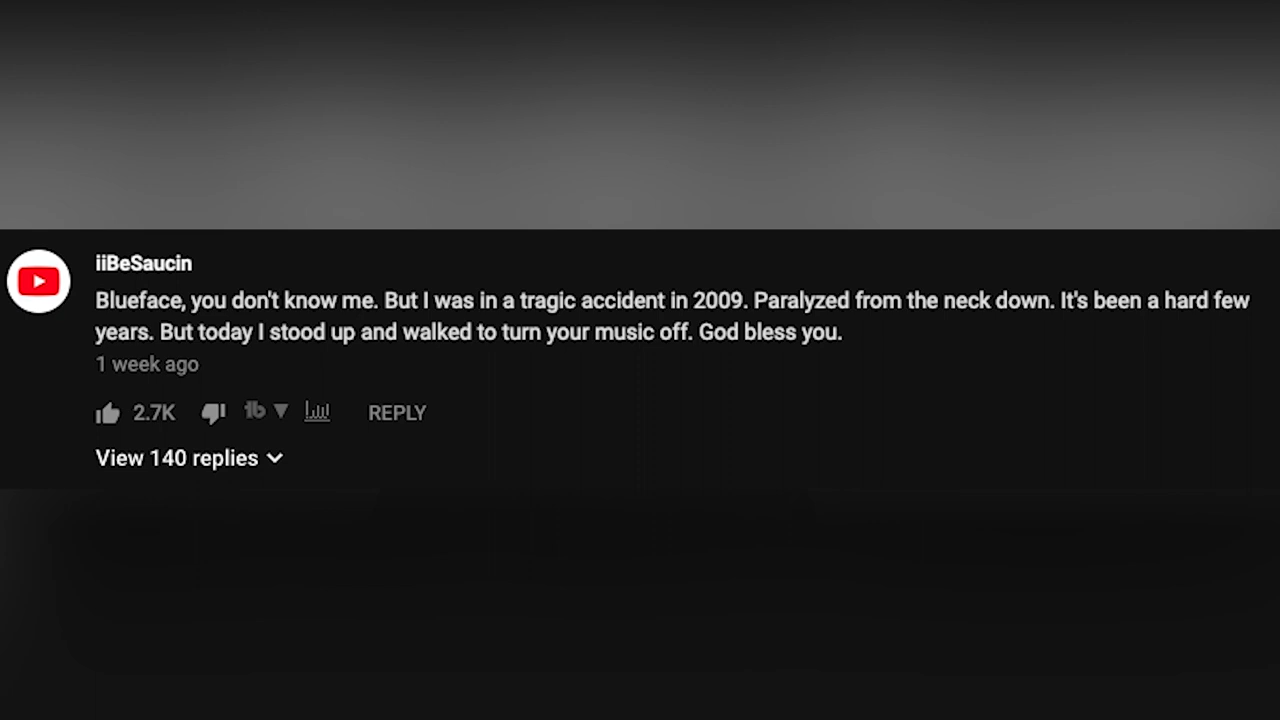 iiBeSaucin
Blueface, you don't know me. But I was in a tragic accident in 2009. Paralyzed from the neck down. It's been a hard few
years. But today I stood up and walked to turn your music off. God bless you.
1 week ago
2.7K tb REPLY
View 140 replies